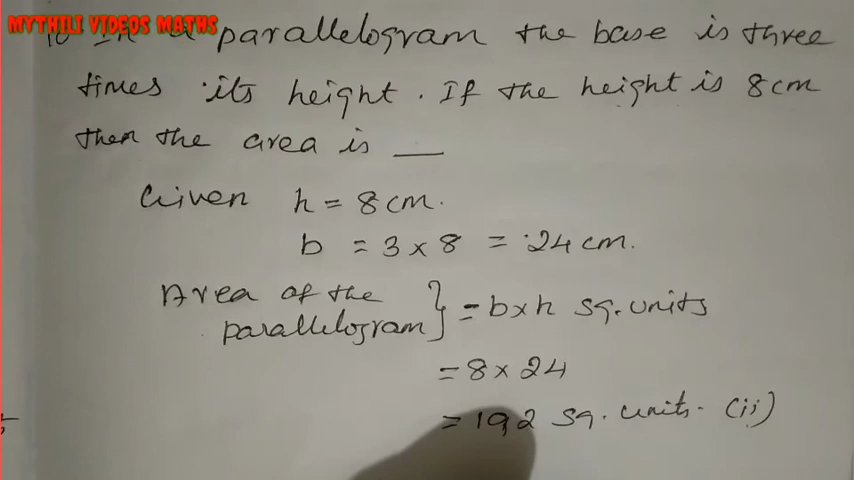 MYTHILI VIDEOS MATHS
In a parallelogram the base is three
times its height. If the height is 8cm
then the area is __
Given h = 8cm.
b = 3 × 8 = 24 cm.
Area of the
parallelogram } = b×h sq. units
= 8 × 24
= 192 sq. units. (ii)